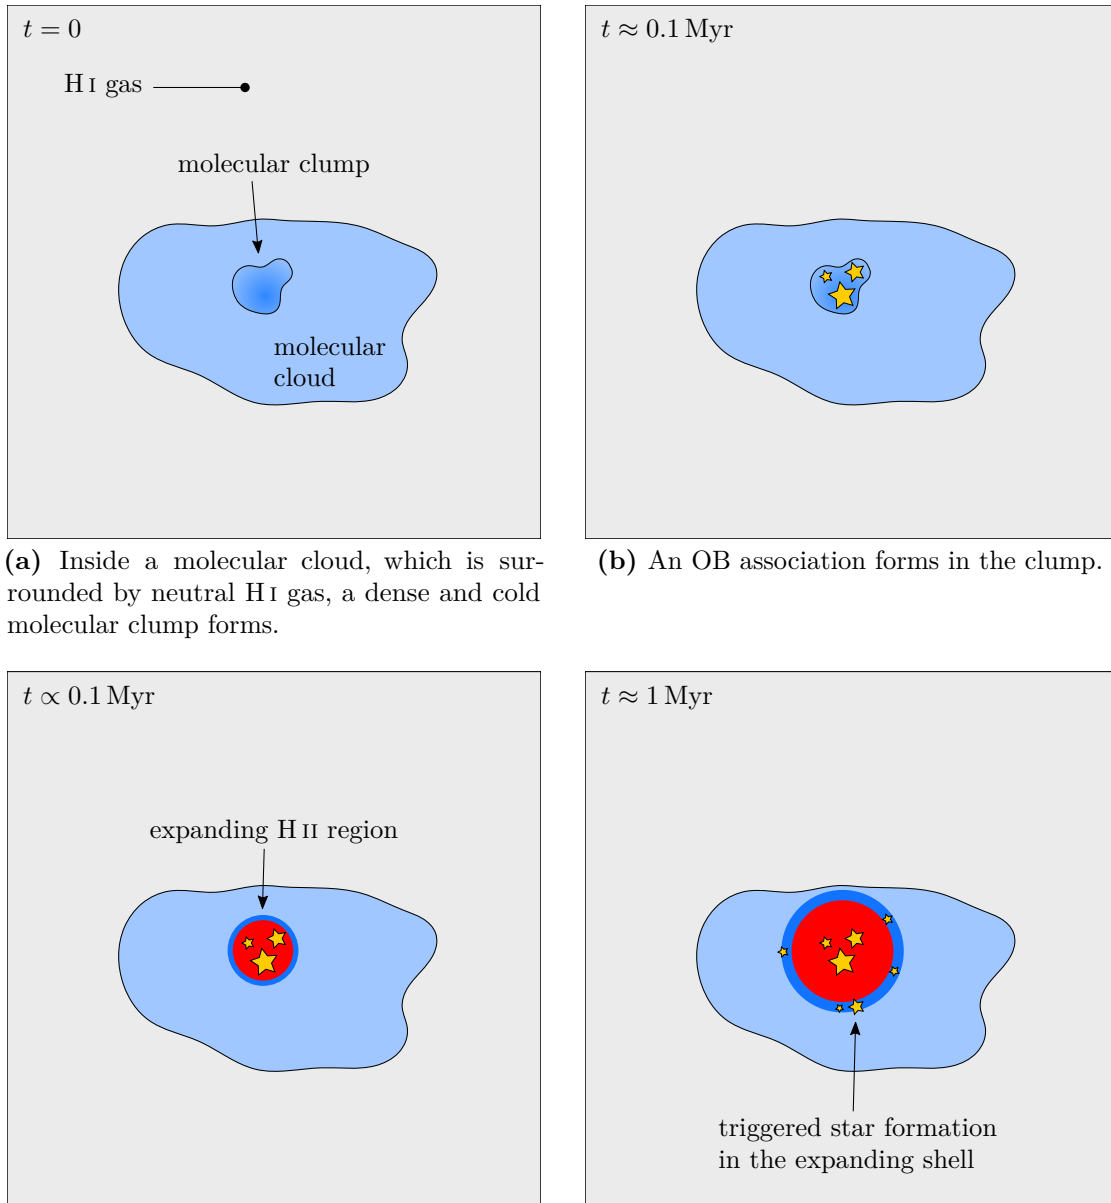 t = 0
H I gas
molecular clump
molecular
cloud
(a) Inside a molecular cloud, which is sur-
rounded by neutral H I gas, a dense and cold
molecular clump forms.
t ≈ 0.1 Myr
(b) An OB association forms in the clump.
t ∝ 0.1 Myr
expanding H II region
t ≈ 1 Myr
triggered star formation
in the expanding shell